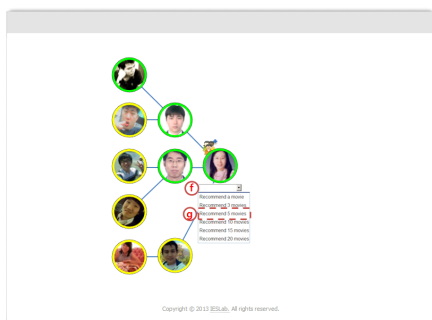 f
Recommend a movie
Recommend 3 movies
g
Recommend 5 movies
Recommend 10 movies
Recommend 15 movies
Recommend 20 movies
Copyright © 2013 IESLab. All rights reserved.